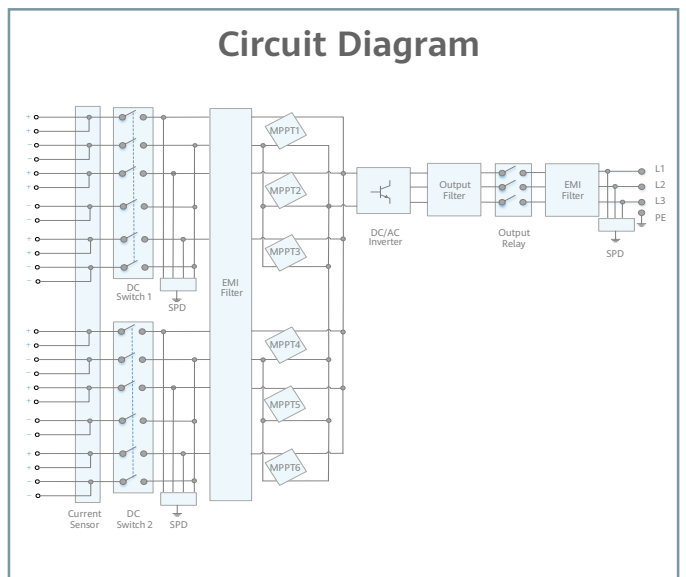 Circuit Diagram
MPPT1
MPPT2
MPPT3
MPPT4
MPPT5
MPPT6
EMI
Filter
DC
Switch 1
SPD
Current
Sensor
DC
Switch 2
SPD
DC/AC
Inverter
Output
Filter
Output
Relay
EMI
Filter
SPD
L1
L2
L3
PE